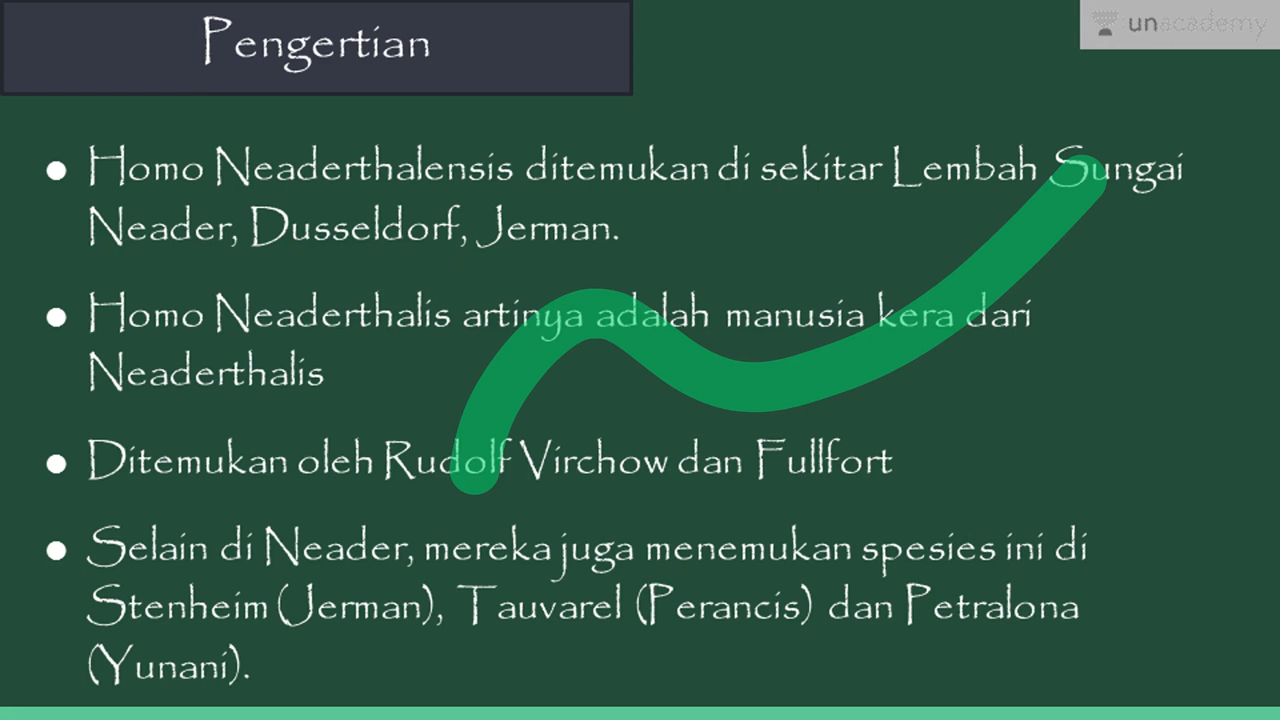 Pengertian
unacademy
• Homo Neaderthalensis ditemukan di sekitar Lembah Sungai
Neader, Dusseldorf, Jerman.
• Homo Neaderthalis artinya adalah manusia kera dari
Neaderthalis
• Ditemukan oleh Rudolf Virchow dan Fullfort
• Selain di Neader, mereka juga menemukan spesies ini di
Stenheim (Jerman), Tauvarel (Perancis) dan Petralona
(Yunani).